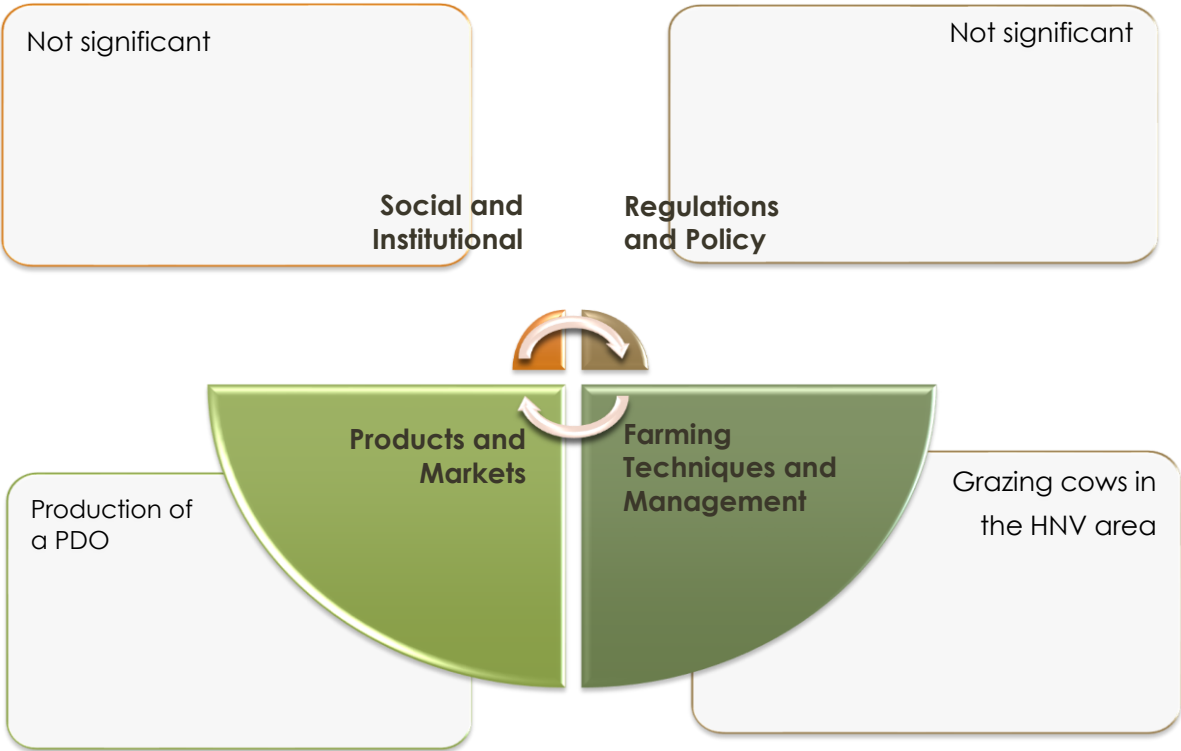 Not significant
Not significant
Social and
Institutional
Regulations
and Policy
Products and
Markets
Farming
Techniques and
Management
Production of
a PDO
Grazing cows in
the HNV area